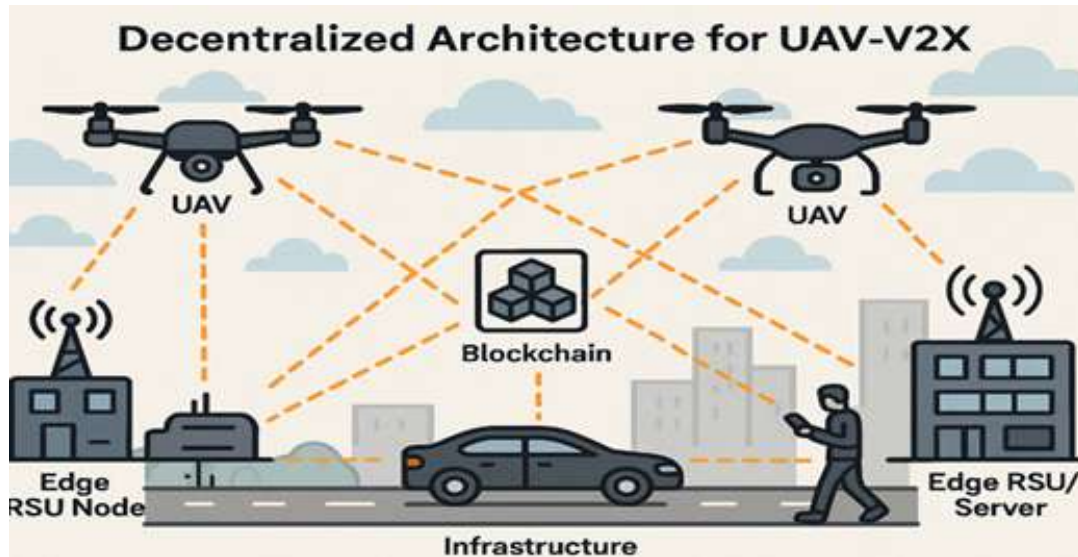 Decentralized Architecture for UAV-V2X
UAV
UAV
Blockchain
Edge
RSU Node
Edge RSU/
Server
Infrastructure